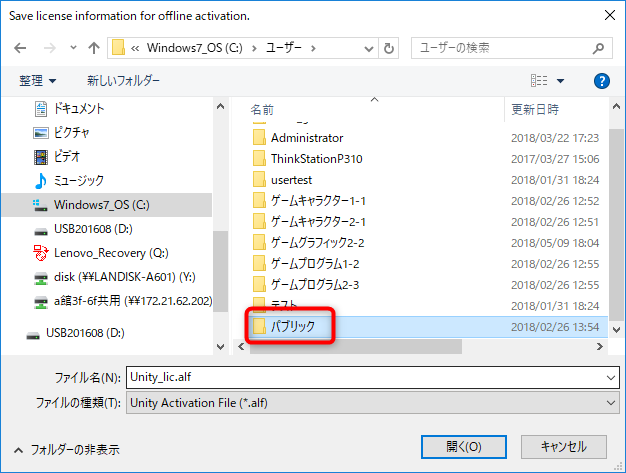 Save license information for offline activation.
« Windows7_OS (C:) › ユーザー ›
ユーザーの検索
整理 新しいフォルダー
ドキュメント
ピクチャ
ビデオ
ミュージック
Windows7_OS (C:)
USB201608 (D:)
Lenovo_Recovery (Q:)
disk (¥¥LANDISK-A601) (Y:)
a館3f-6f共用 (¥¥172.21.62.202)
USB201608 (D:)
名前 更新日時
Administrator 2018/03/22 17:23
ThinkStationP310 2017/03/27 15:06
usertest 2018/01/31 18:24
ゲームキャラクター1-1 2018/02/26 12:52
ゲームキャラクター2-1 2018/02/26 12:51
ゲームグラフィック2-2 2018/05/09 18:04
ゲームプログラム1-2 2018/02/26 12:55
ゲームプログラム2-3 2018/02/26 12:55
テスト 2018/01/31 18:24
パブリック 2018/02/26 13:54
ファイル名(N): Unity_lic.alf
ファイルの種類(T): Unity Activation File (*.alf)
フォルダーの非表示
開く(O) キャンセル